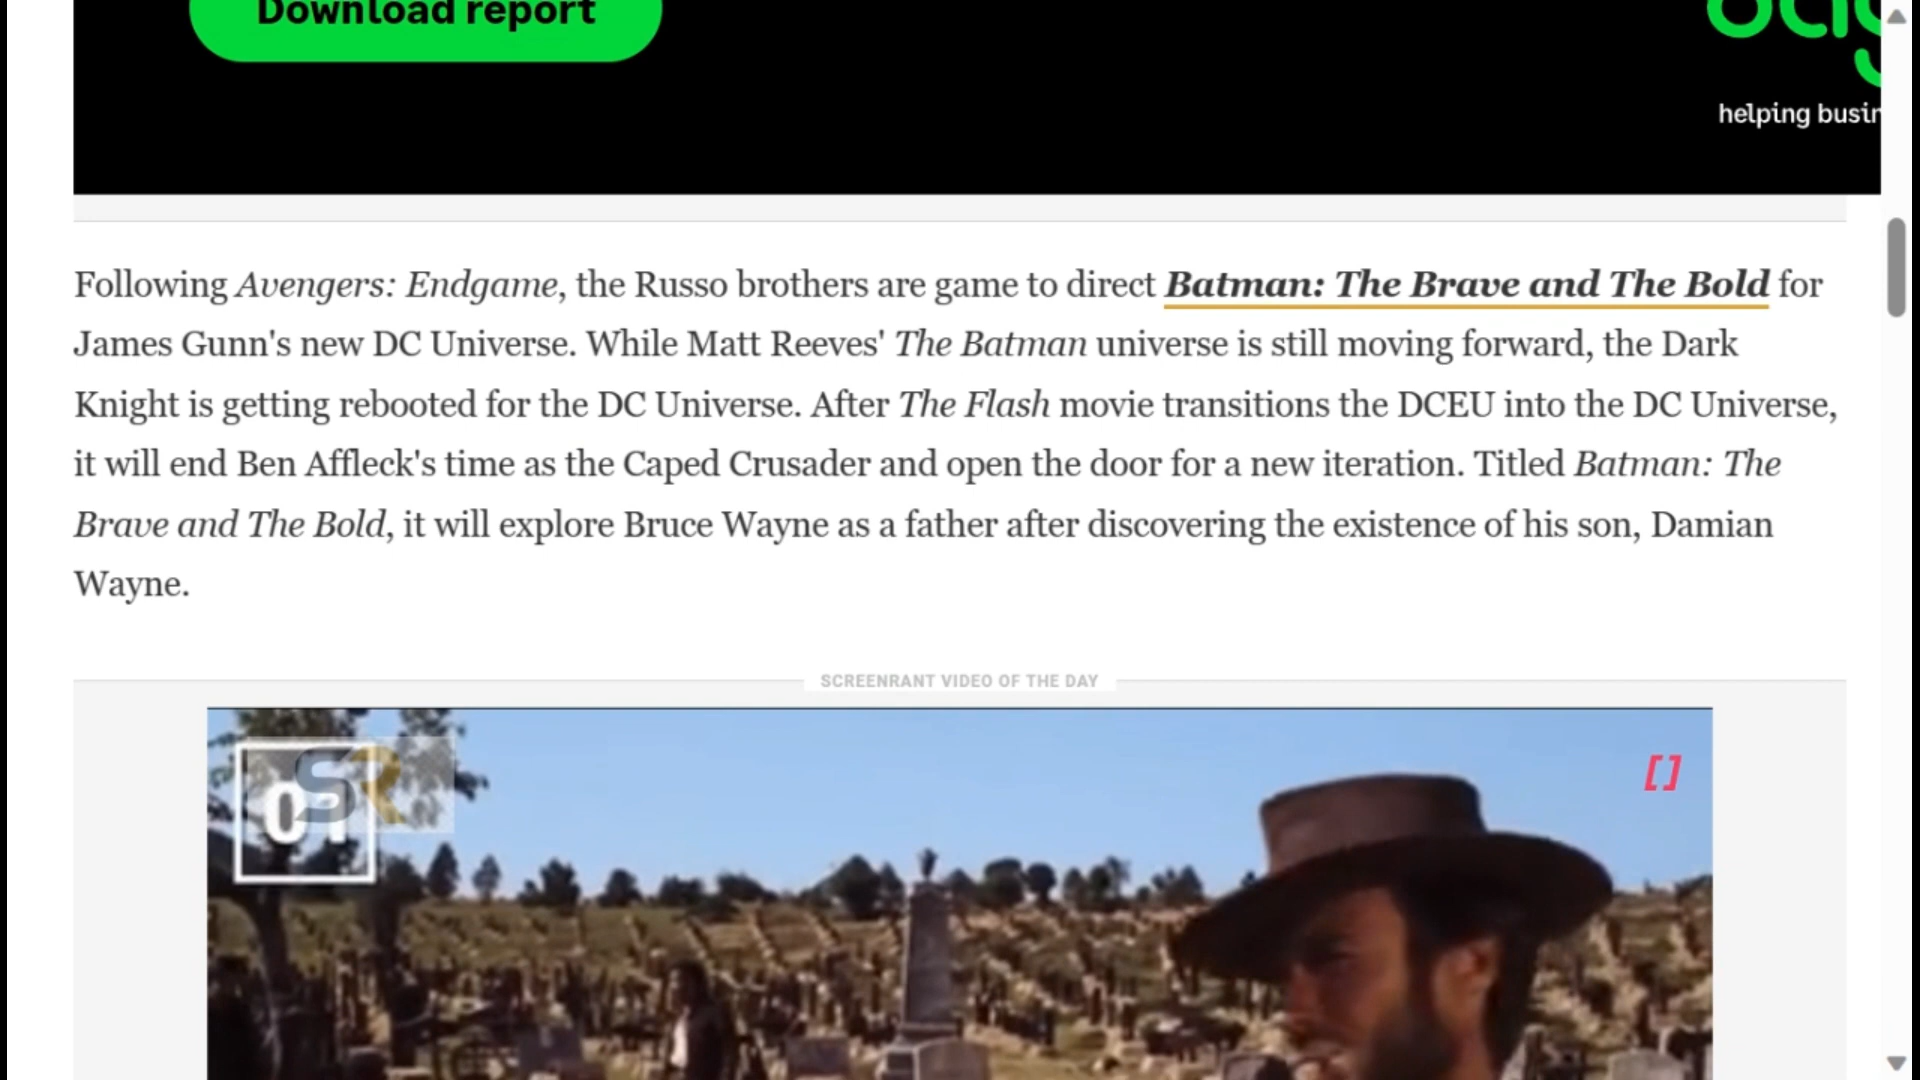 Download report
helping
Following Avengers: Endgame, the Russo brothers are game to direct Batman: The Brave and The Bold for
James Gunn's new DC Universe. While Matt Reeves' The Batman universe is still moving forward, the Dark
Knight is getting rebooted for the DC Universe. After The Flash movie transitions the DCEU into the DC Universe,
it will end Ben Affleck's time as the Caped Crusader and open the door for a new iteration. Titled Batman: The
Brave and The Bold, it will explore Bruce Wayne as a father after discovering the existence of his son, Damian
Wayne.
SCREENRANT VIDEO OF THE DAY
SR
01
[]